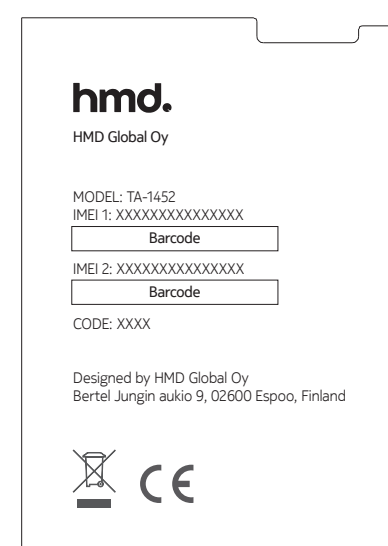 hmd.
HMD Global Oy
MODEL: TA-1452
IMEI 1: XXXXXXXXXXXXXXX
Barcode
IMEI 2: XXXXXXXXXXXXXXX
Barcode
CODE: XXXX
Designed by HMD Global Oy
Bertel Jungin aukio 9, 02600 Espoo, Finland
CE